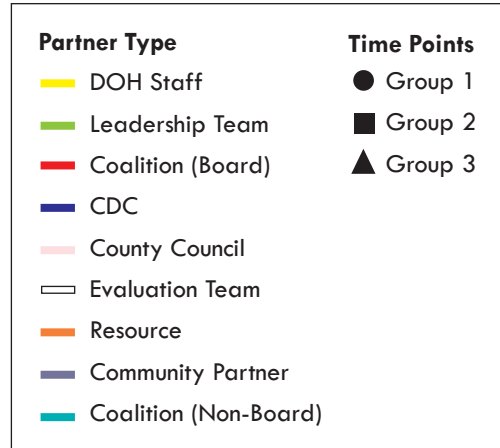 Partner Type
DOH Staff
Leadership Team
Coalition (Board)
CDC
County Council
Evaluation Team
Resource
Community Partner
Coalition (Non-Board)
Time Points
Group 1
Group 2
Group 3